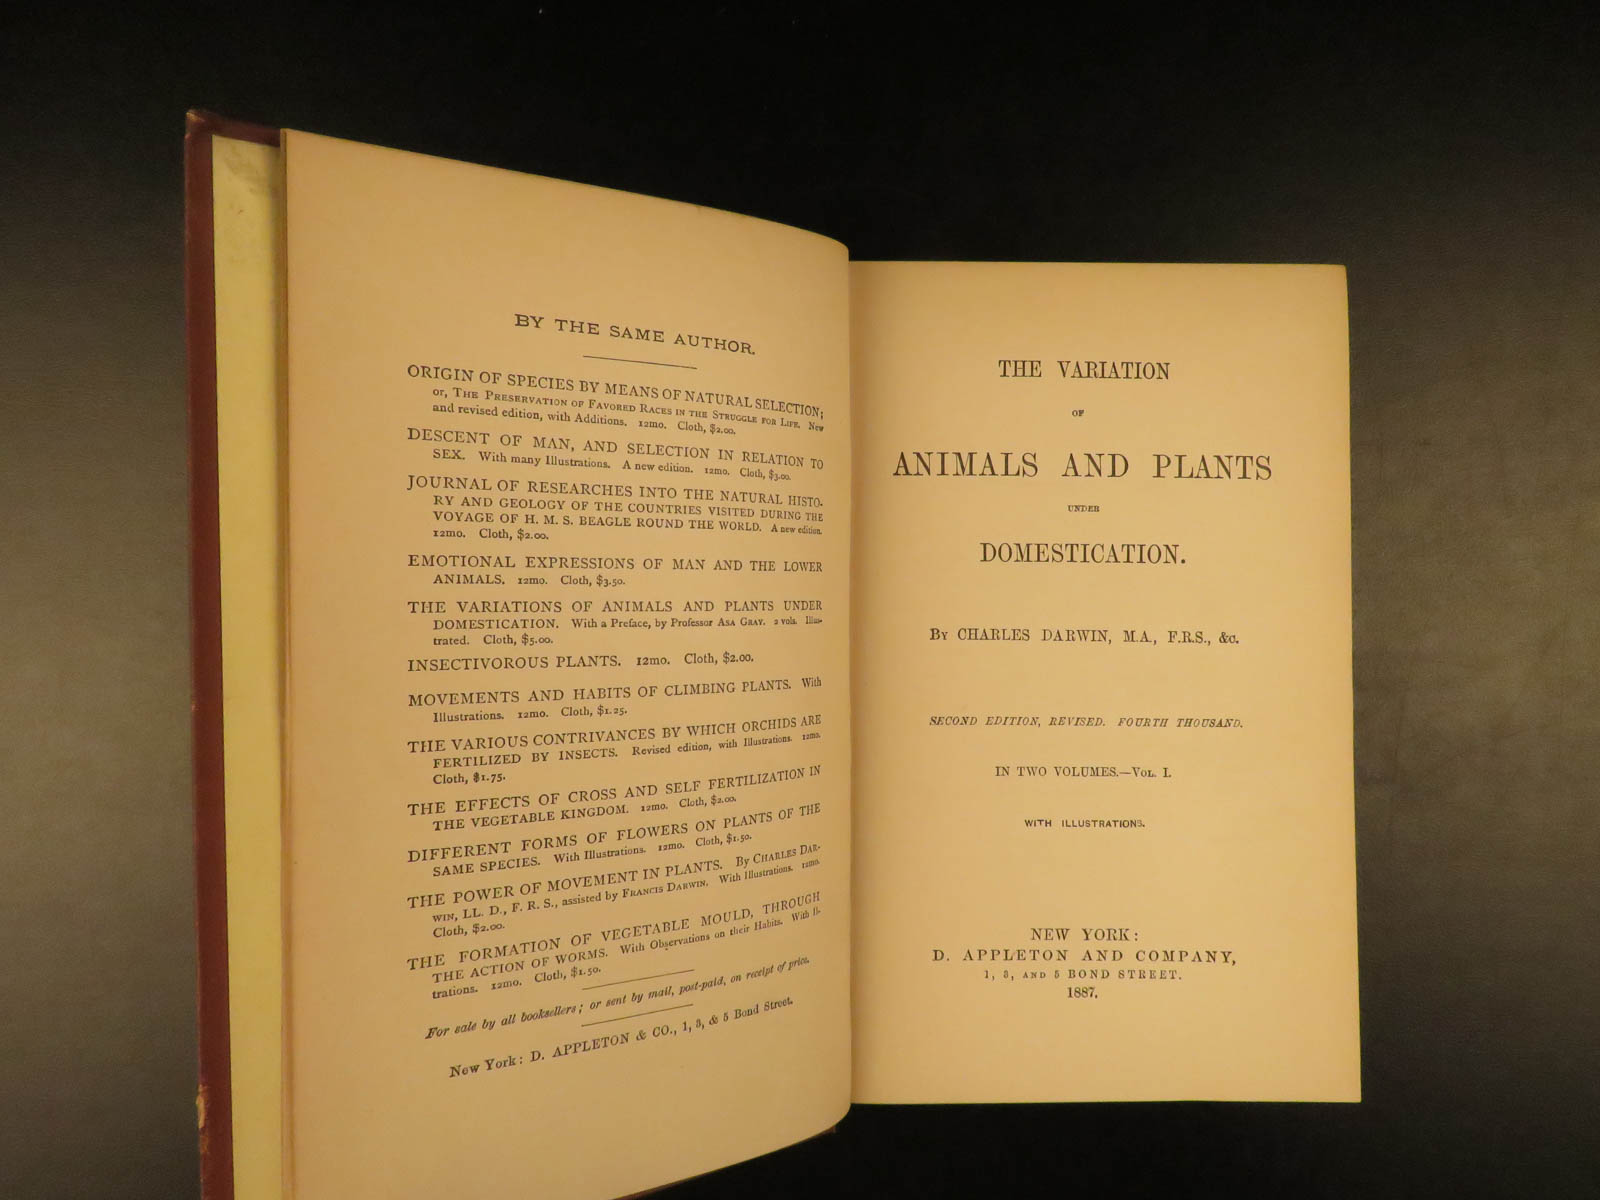 BY THE SAME AUTHOR.
ORIGIN OF SPECIES BY MEANS OF NATURAL SELECTION;
or, THE PRESERVATION OF FAVORED RACES IN THE STRUGGLE FOR LIFE. New
and revised edition, with Additions. 12mo. Cloth, $2.00.
DESCENT OF MAN, AND SELECTION IN RELATION TO
SEX. With many Illustrations. A new edition. 12mo. Cloth, $3.00.
JOURNAL OF RESEARCHES INTO THE NATURAL HISTO-
RY AND GEOLOGY OF THE COUNTRIES VISITED DURING THE
VOYAGE OF H. M. S. BEAGLE ROUND THE WORLD. A new edition.
12mo. Cloth, $2.00.
EMOTIONAL EXPRESSIONS OF MAN AND THE LOWER
ANIMALS. 12mo. Cloth, $3.50.
THE VARIATIONS OF ANIMALS AND PLANTS UNDER
DOMESTICATION. With a Preface, by Professor ASA GRAY. 2 vols. Illus-
trated. Cloth, $5.00.
INSECTIVOROUS PLANTS. 12mo. Cloth, $2.00.
MOVEMENTS AND HABITS OF CLIMBING PLANTS. With
Illustrations. 12mo. Cloth, $1.25.
THE VARIOUS CONTRIVANCES BY WHICH ORCHIDS ARE
FERTILIZED BY INSECTS. Revised edition, with Illustrations. 12mo.
Cloth, $1.75.
THE EFFECTS OF CROSS AND SELF FERTILIZATION IN
THE VEGETABLE KINGDOM. 12mo. Cloth, $2.00.
DIFFERENT FORMS OF FLOWERS ON PLANTS OF THE
SAME SPECIES. With Illustrations. 12mo. Cloth, $1.50.
THE POWER OF MOVEMENT IN PLANTS. By CHARLES DAR-
WIN, LL. D., F. R. S., assisted by FRANCIS DARWIN. With Illustrations. 12mo.
Cloth, $2.00.
THE FORMATION OF VEGETABLE MOULD, THROUGH
THE ACTION OF WORMS. With Observations on their Habits. With Il-
trations. 12mo. Cloth, $1.50.
For sale by all booksellers; or sent by mail, post-paid, on receipt of price.
New York: D. APPLETON & CO., 1, 3, & 5 Bond Street.
THE VARIATION
OF
ANIMALS AND PLANTS
UNDER
DOMESTICATION.
BY CHARLES DARWIN, M.A., F.R.S., &c.
SECOND EDITION, REVISED. FOURTH THOUSAND.
IN TWO VOLUMES.—VOL. I.
WITH ILLUSTRATIONS.
NEW YORK:
D. APPLETON AND COMPANY,
1, 3, AND 5 BOND STREET.
1887.